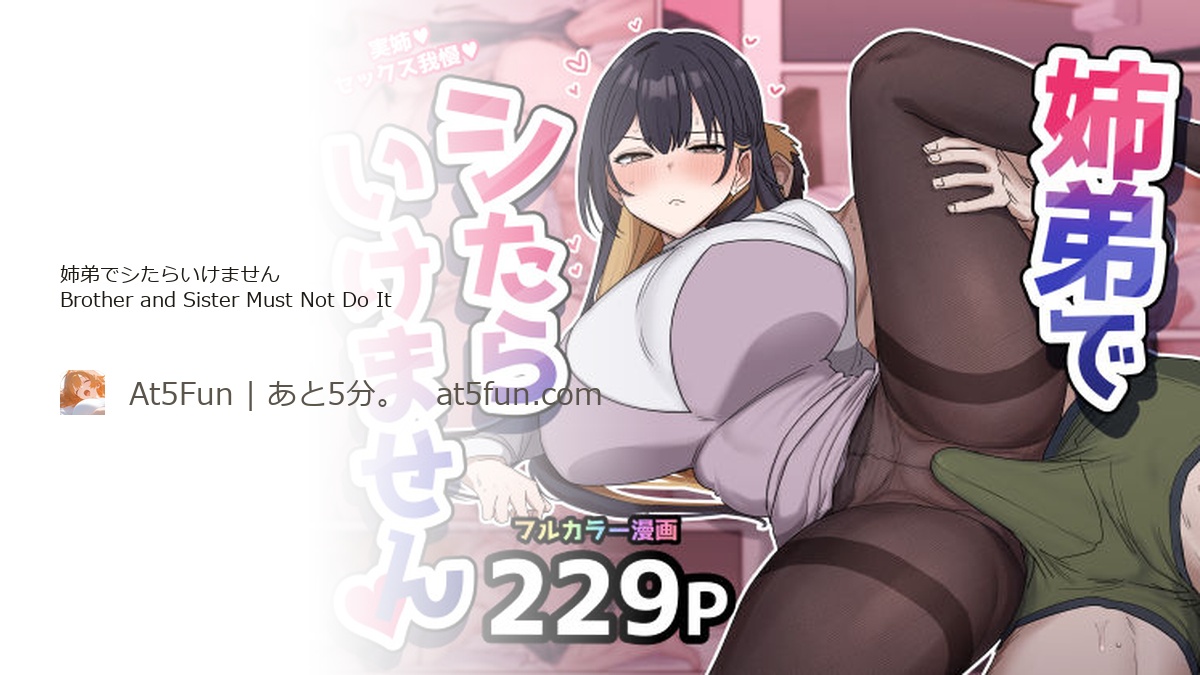 実姉♥
セックス我慢♥
姉弟で
シたら
いけません
姉弟でシたらいけません
Brother and Sister Must Not Do It
At5Fun | あと5分。 at5fun.com
フルカラー漫画
229P